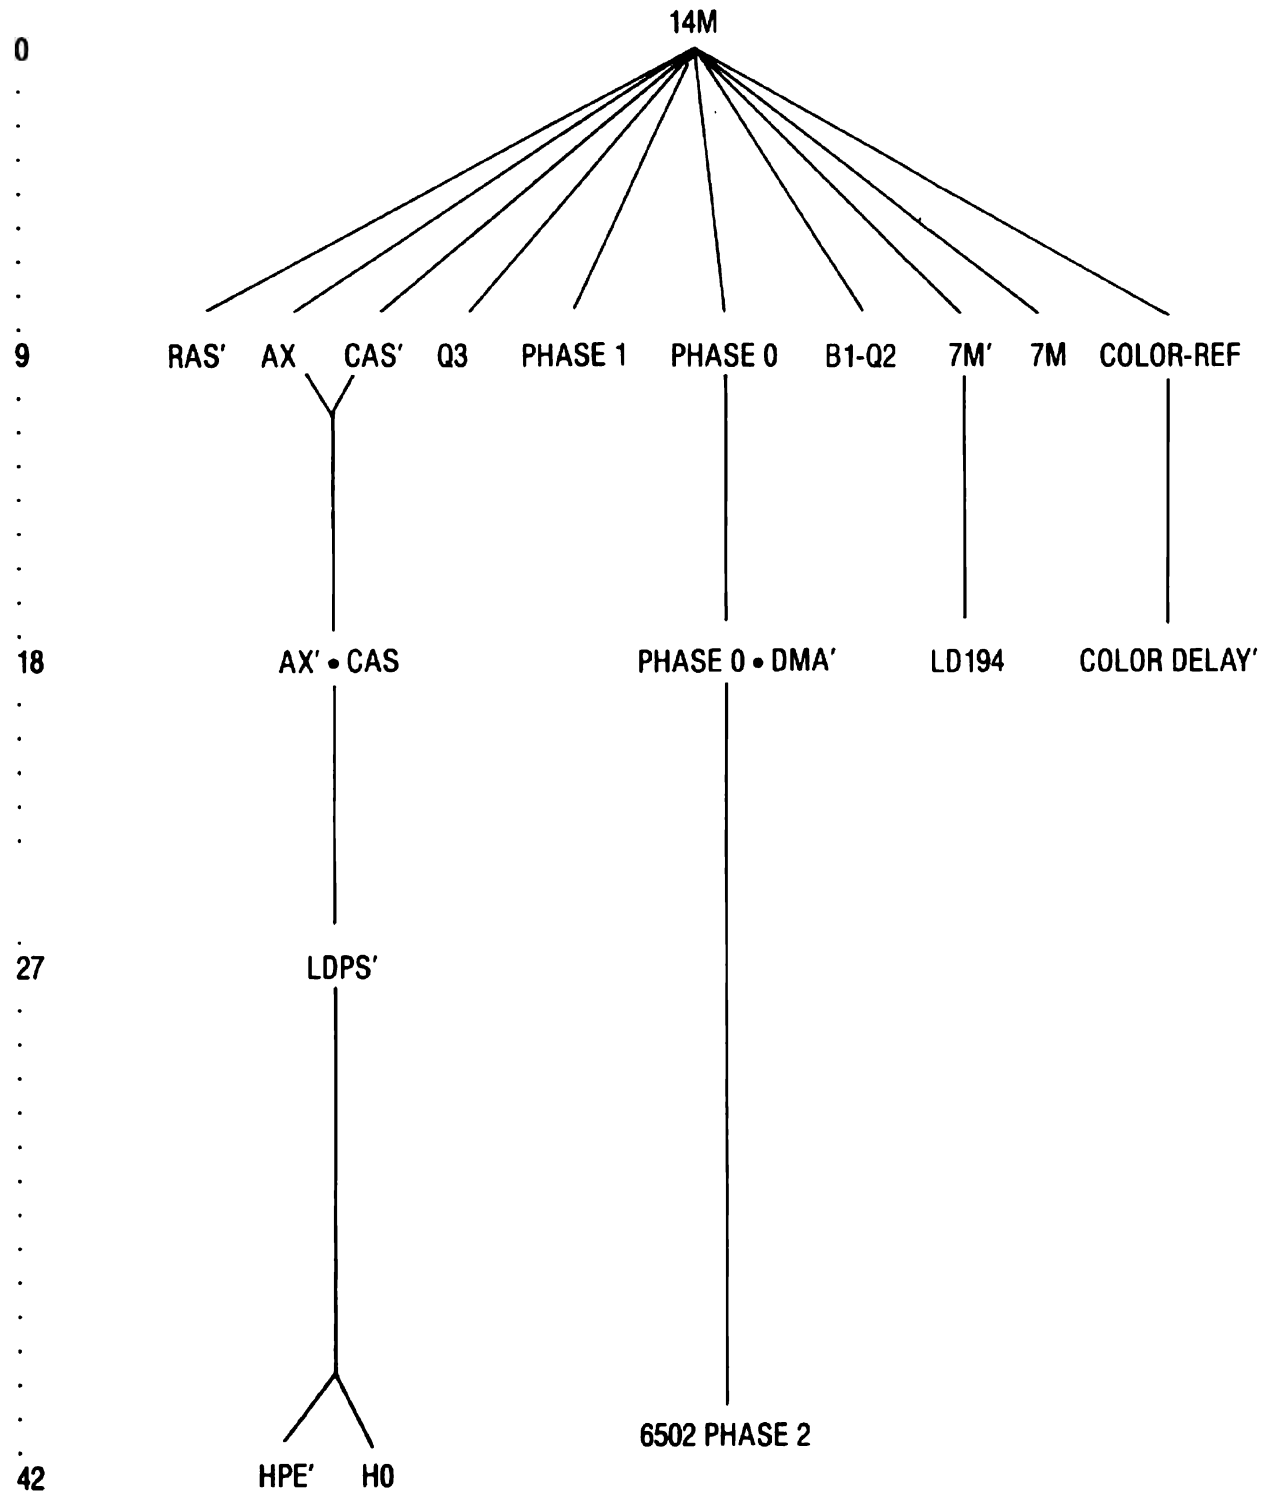 14M
0
9 RAS' AX CAS' Q3 PHASE 1 PHASE 0 B1-Q2 7M' 7M COLOR-REF
18 AX' • CAS PHASE 0 • DMA' LD194 COLOR DELAY'
27 LDPS'
6502 PHASE 2
42 HPE' H0